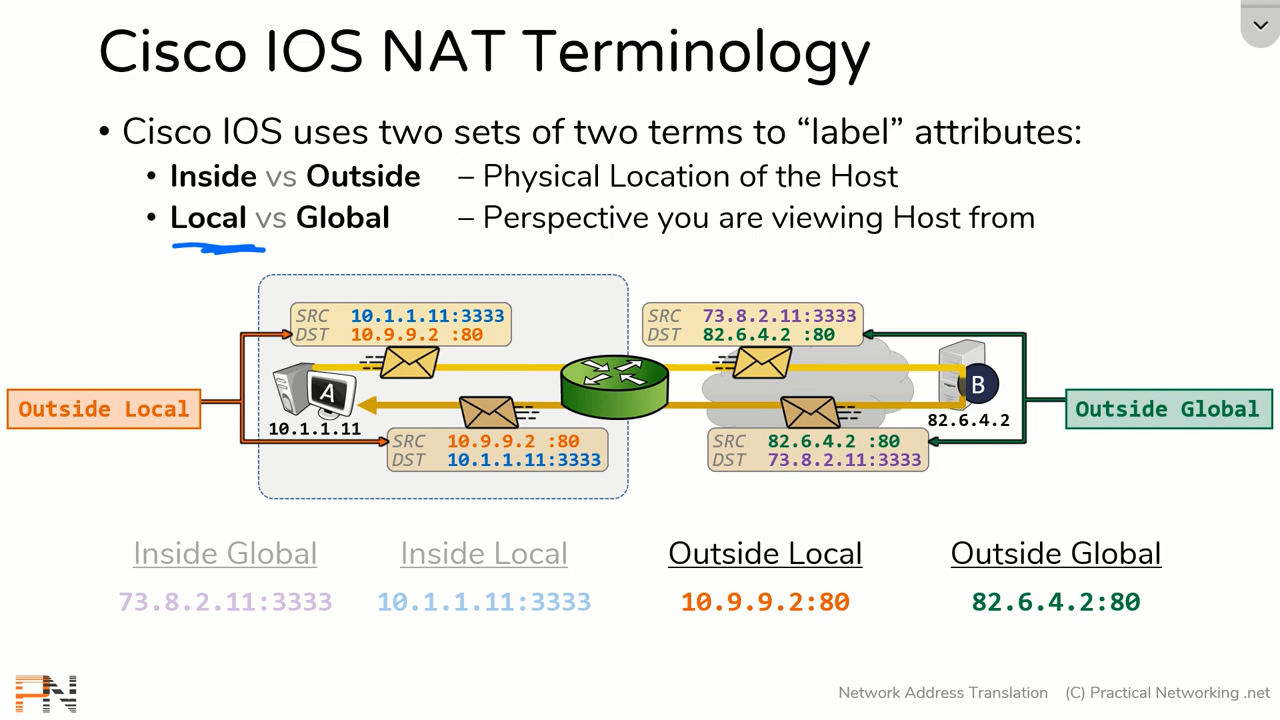 Cisco IOS NAT Terminology
• Cisco IOS uses two sets of two terms to “label” attributes:
• Inside vs Outside – Physical Location of the Host
• Local vs Global – Perspective you are viewing Host from
SRC 10.1.1.11:3333
DST 10.9.9.2 :80
SRC 73.8.2.11:3333
DST 82.6.4.2 :80
A
B
Outside Local
Outside Global
10.1.1.11
82.6.4.2
SRC 10.9.9.2 :80
DST 10.1.1.11:3333
SRC 82.6.4.2 :80
DST 73.8.2.11:3333
Inside Global
Inside Local
Outside Local
Outside Global
73.8.2.11:3333
10.1.1.11:3333
10.9.9.2:80
82.6.4.2:80
PN
Network Address Translation (C) Practical Networking .net